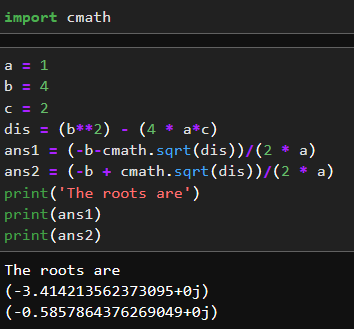 import cmath
a = 1
b = 4
c = 2
dis = (b**2) - (4 * a*c)
ans1 = (-b-cmath.sqrt(dis))/(2 * a)
ans2 = (-b + cmath.sqrt(dis))/(2 * a)
print('The roots are')
print(ans1)
print(ans2)
The roots are
(-3.414213562373095+0j)
(-0.5857864376269049+0j)